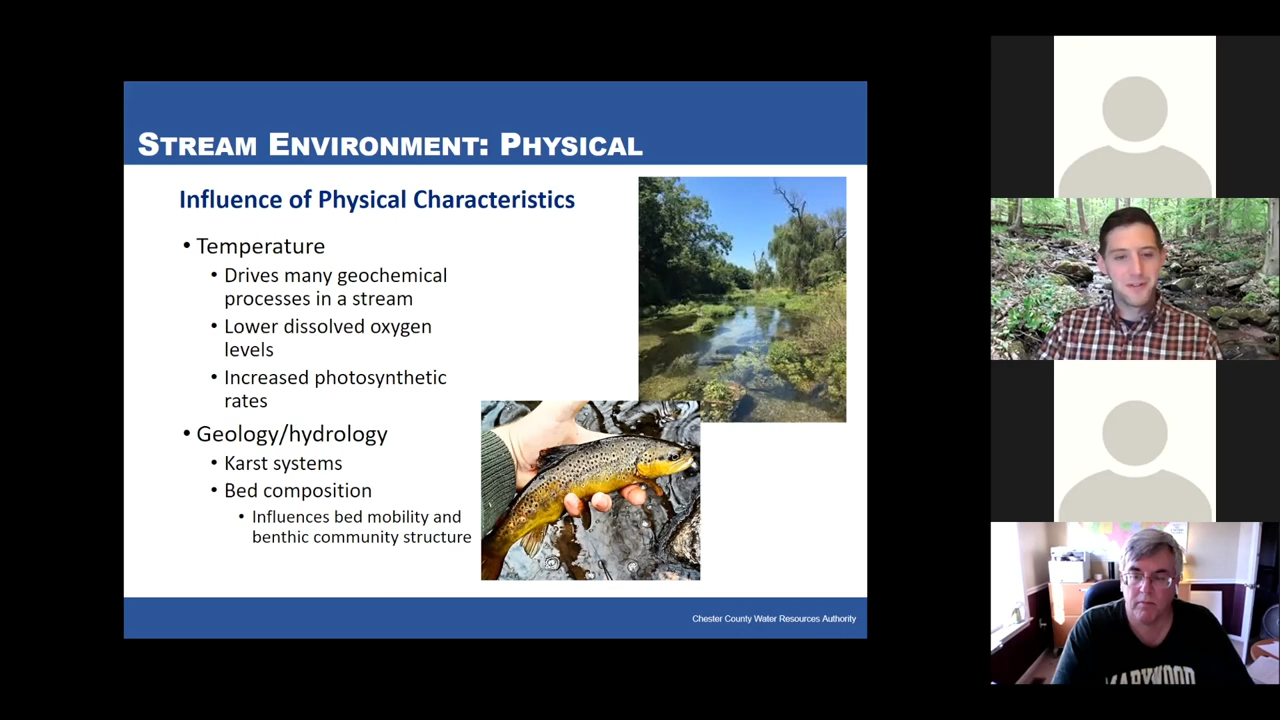 STREAM ENVIRONMENT: PHYSICAL
Influence of Physical Characteristics
• Temperature
• Drives many geochemical
processes in a stream
• Lower dissolved oxygen
levels
• Increased photosynthetic
rates
• Geology/hydrology
• Karst systems
• Bed composition
• Influences bed mobility and
benthic community structure
Chester County Water Resources Authority
MARYWOOD